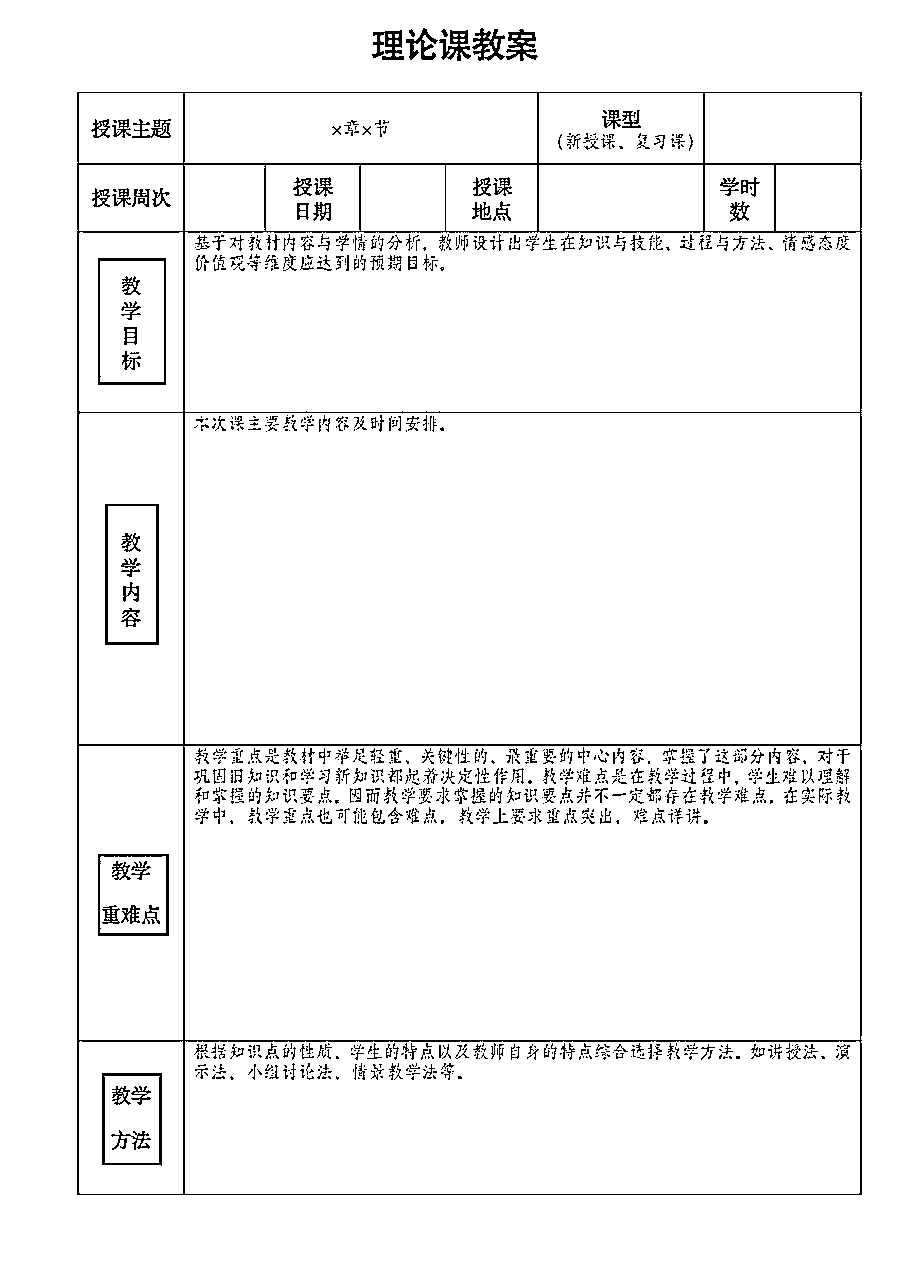 理论课教案
授课主题
×章×节
课型
（新授课、复习课）
授课周次
授课
日期
授课
地点
学时
数
教
学
目
标
基于对教材内容与学情的分析，教师设计出学生在知识与技能、过程与方法、情感态度
价值观等维度应达到的预期目标。
教
学
内
容
本次课主要教学内容及时间安排。
教学
重难点
教学重点是教材中举足轻重、关键性的、最重要的中心内容，掌握了这部分内容，对于
巩固旧知识和学习新知识都起着决定性作用。教学难点是在教学过程中，学生难以理解
和掌握的知识要点。因而教学要求掌握的知识要点并不一定都存在教学难点。在实际教
学中，教学重点也可能包含难点。教学上要求重点突出，难点详讲。
教学
方法
根据知识点的性质、学生的特点以及教师自身的特点综合选择教学方法。如讲授法、演
示法、小组讨论法、情景教学法等。